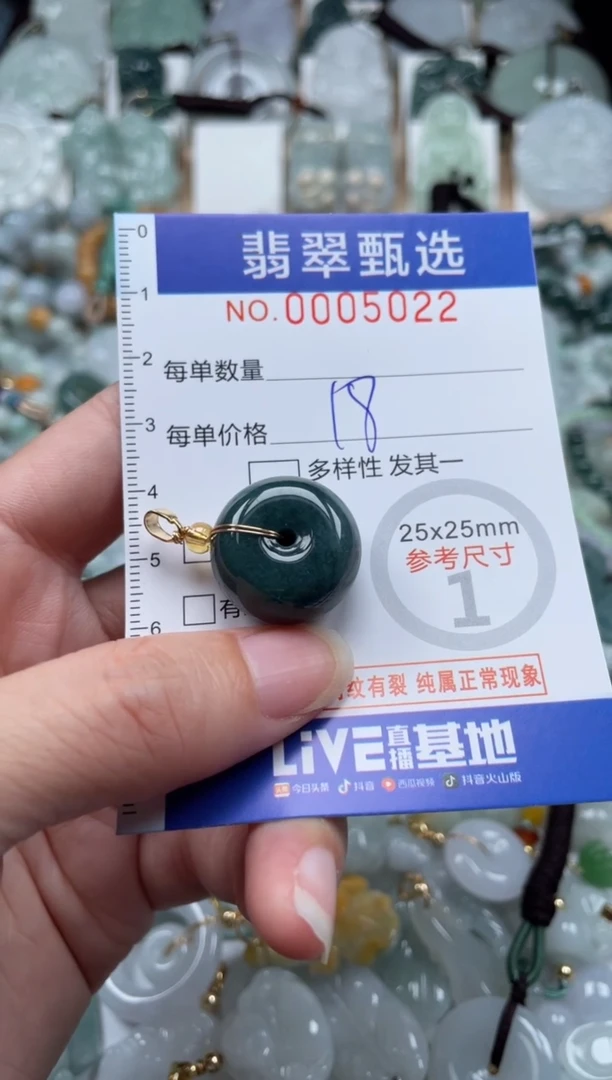 0
翡翠甄选
1
NO.0005022
2
每单数量
3
每单价格 18
4
多样性 发其一
25x25mm
5
参考尺寸
1
6
有
纹有裂 纯属正常现象
LiVE直播基地
今日头条 抖音 西瓜视频 抖音火山版